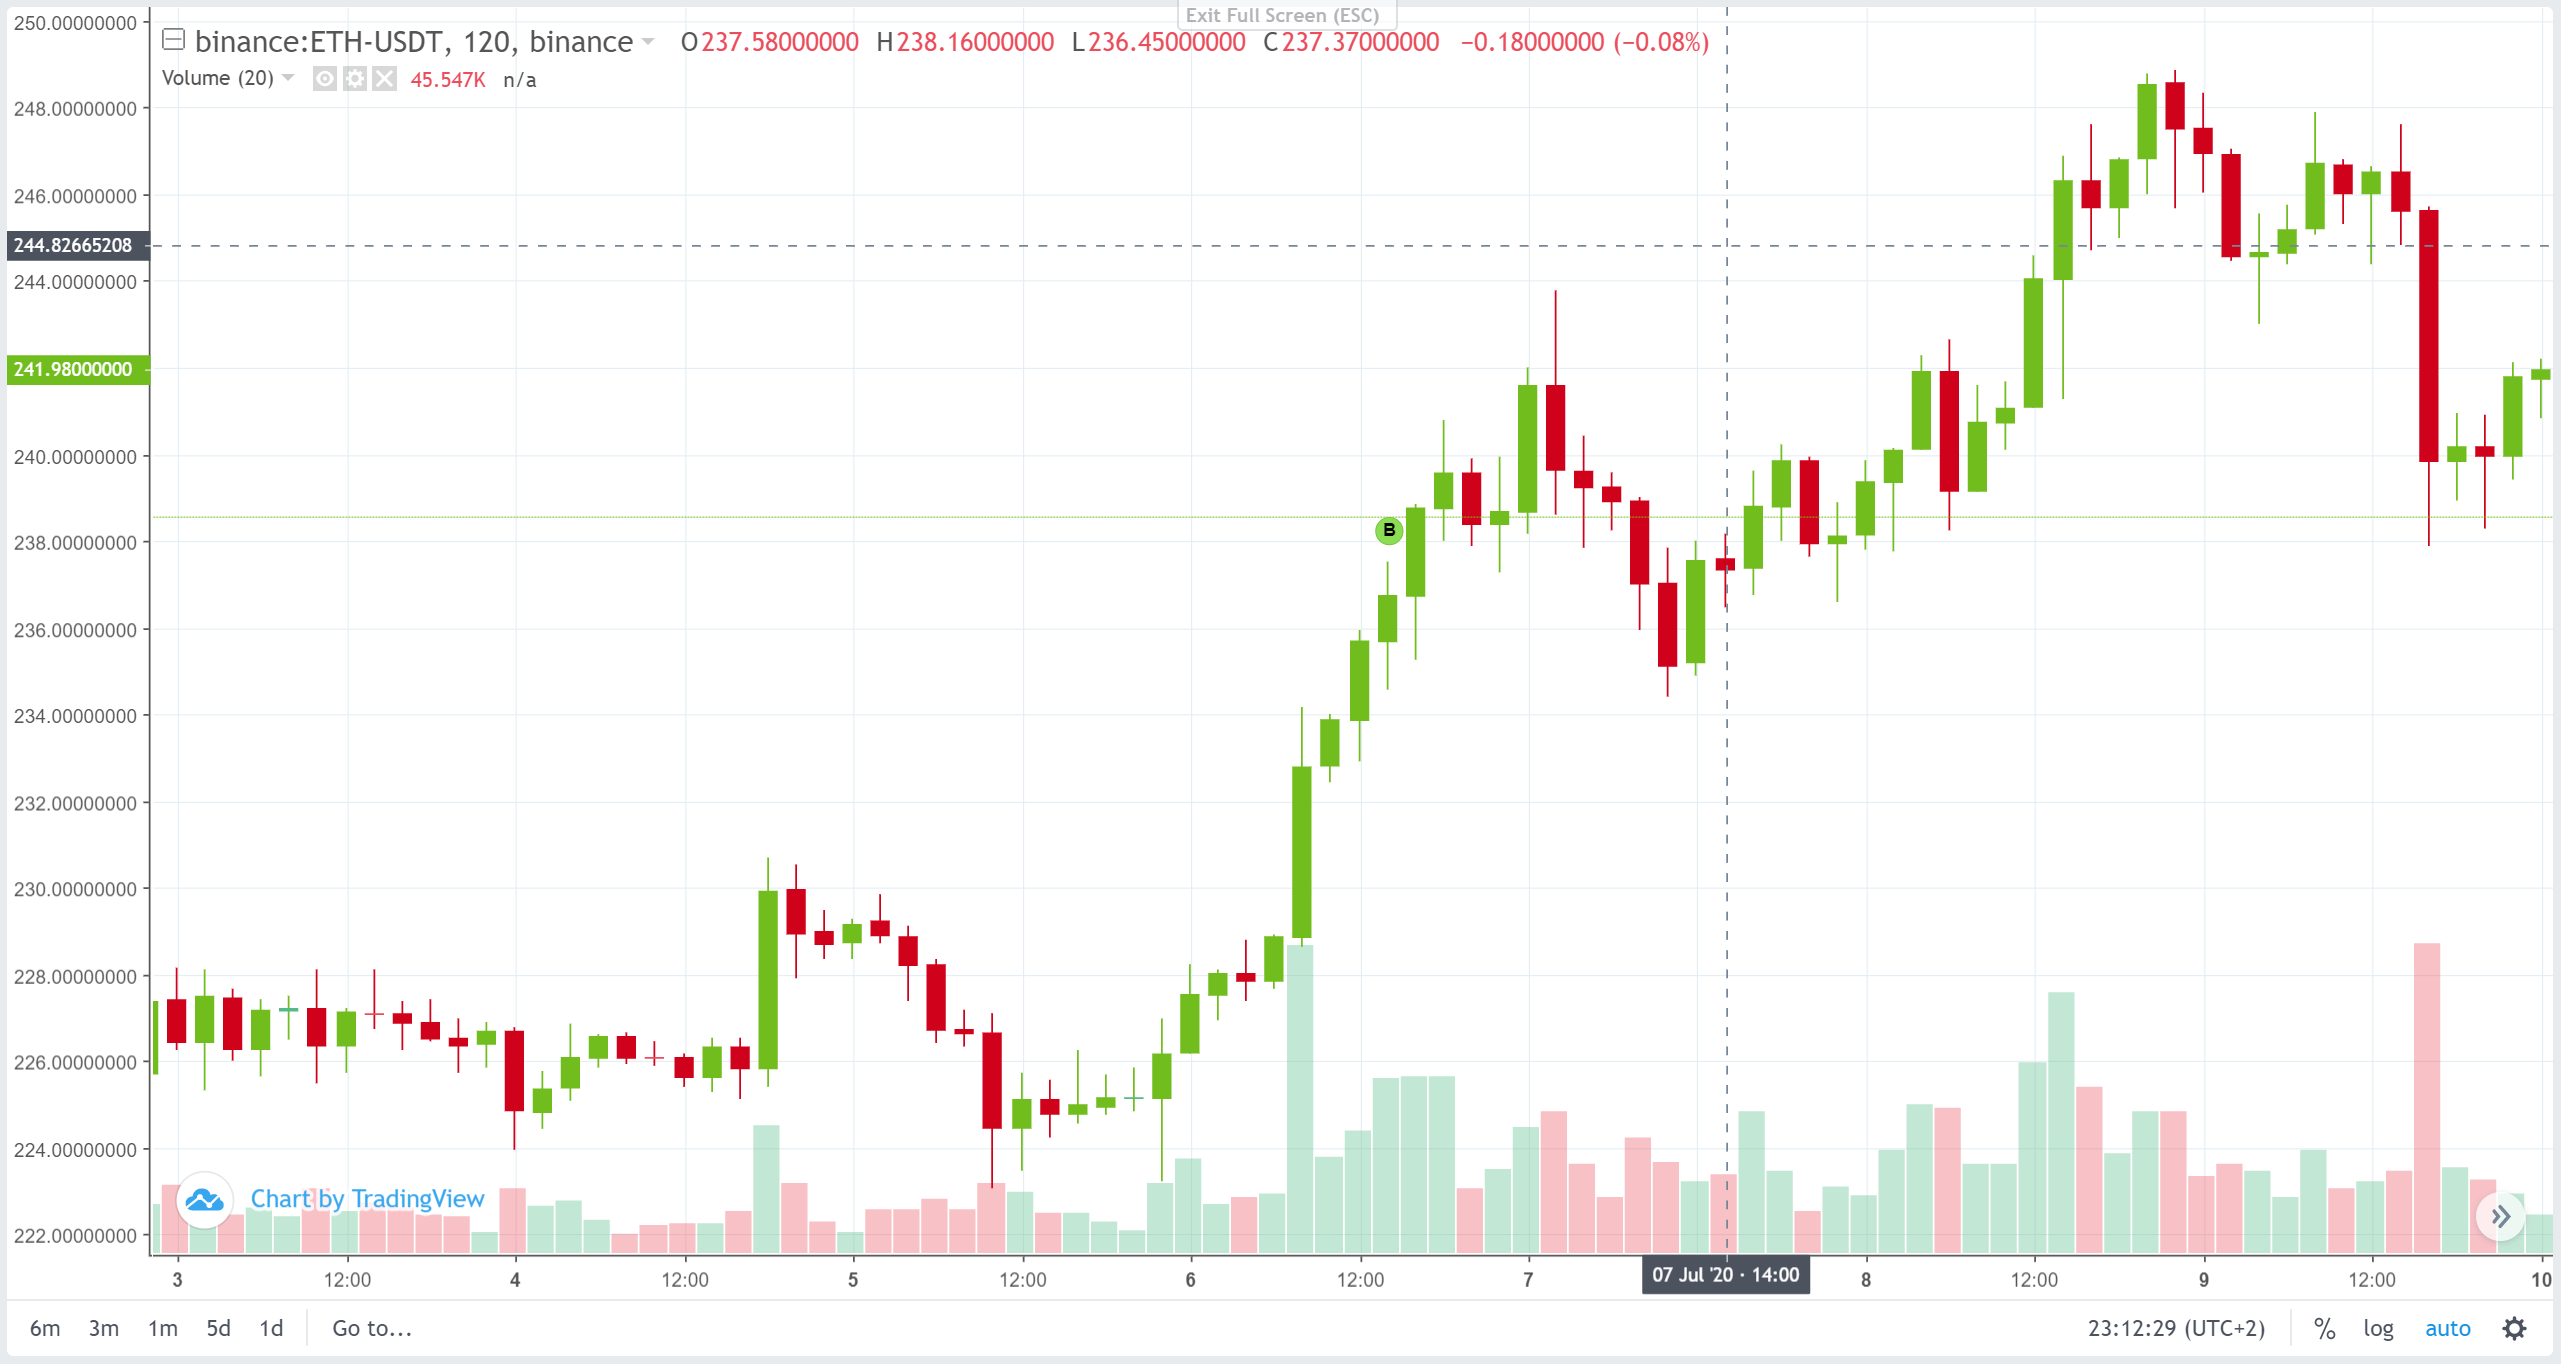 Exit Full Screen (ESC)
binance:ETH-USDT, 120, binance O237.58000000 H238.16000000 L236.45000000 C237.37000000 −0.18000000 (−0.08%)
Volume (20) 45.547K n/a
250.00000000
248.00000000
246.00000000
244.82665208
244.00000000
241.98000000
240.00000000
238.00000000
236.00000000
234.00000000
232.00000000
230.00000000
228.00000000
226.00000000
224.00000000
222.00000000
B
Chart by TradingView
3 12:00 4 12:00 5 12:00 6 12:00 7 07 Jul '20 · 14:00 8 12:00 9 12:00 10
6m 3m 1m 5d 1d Go to... 23:12:29 (UTC+2) % log auto